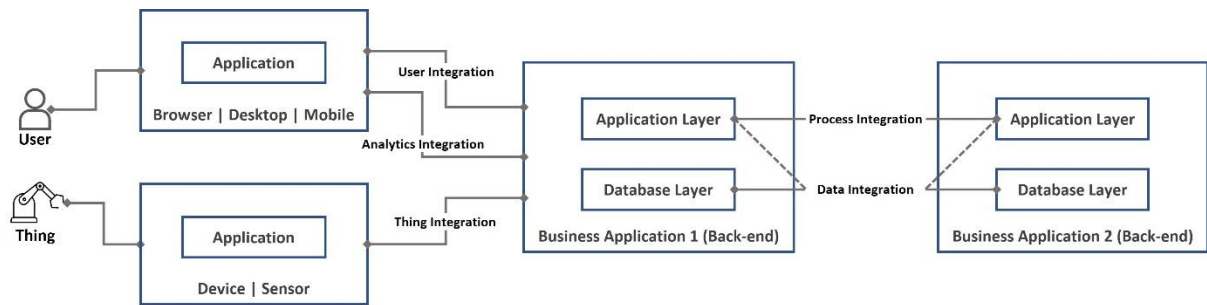 Application
Browser | Desktop | Mobile
User
User Integration
Analytics Integration
Application
Device | Sensor
Thing
Thing Integration
Application Layer
Database Layer
Business Application 1 (Back-end)
Process Integration
Data Integration
Application Layer
Database Layer
Business Application 2 (Back-end)